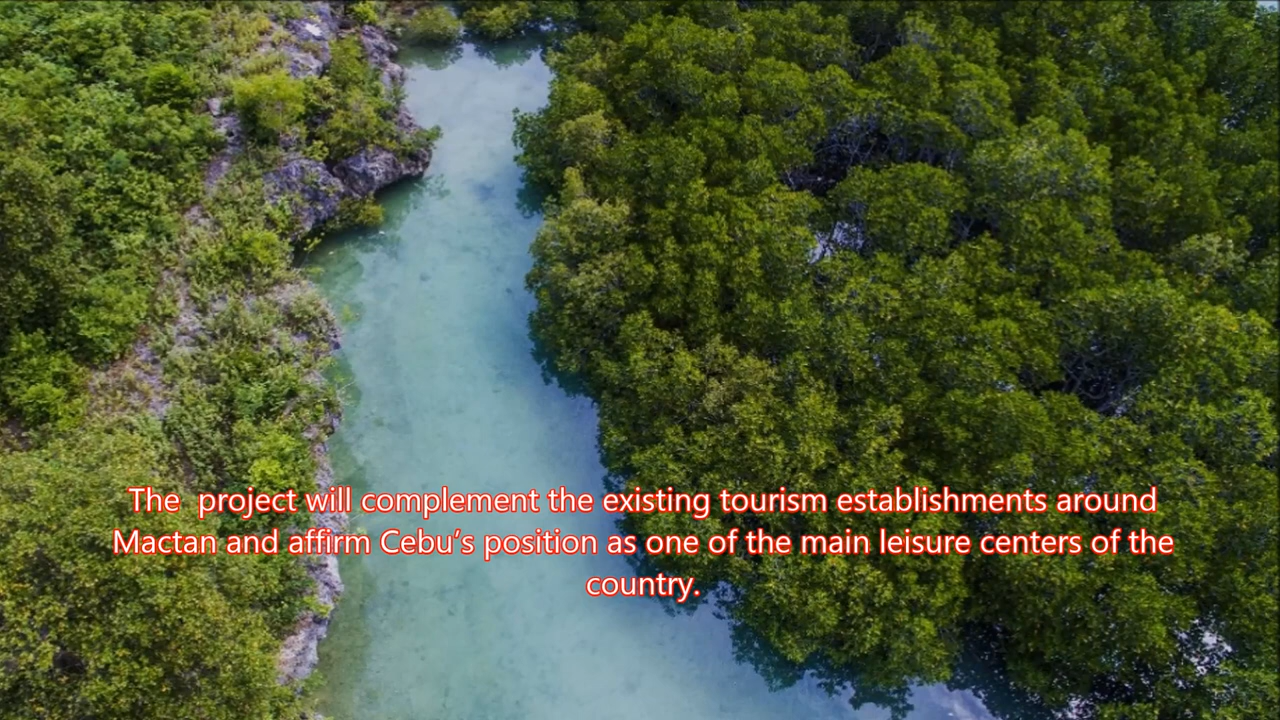 The  project will complement the existing tourism establishments around
Mactan and affirm Cebu’s position as one of the main leisure centers of the
country.